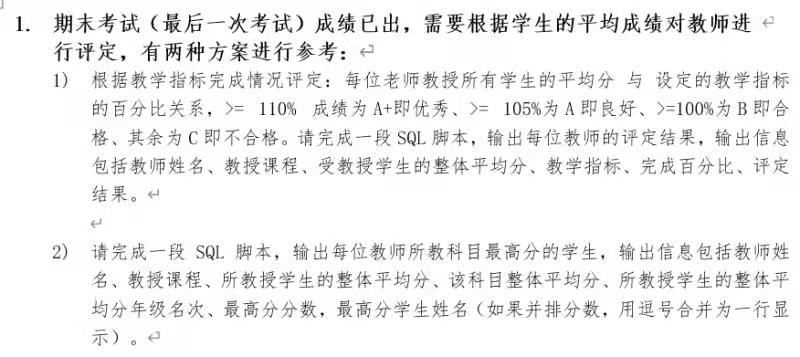 1. 期末考试（最后一次考试）成绩已出，需要根据学生的平均成绩对教师进
行评定，有两种方案进行参考：
1) 根据教学指标完成情况评定：每位老师教授所有学生的平均分 与 设定的教学指标
的百分比关系，>= 110% 成绩为 A+即优秀、>= 105%为 A 即良好、>=100%为 B 即合
格、其余为 C 即不合格。请完成一段 SQL 脚本，输出每位教师的评定结果，输出信息
包括教师姓名、教授课程、受教授学生的整体平均分、教学指标、完成百分比、评定
结果。
2) 请完成一段 SQL 脚本，输出每位教师所教科目最高分的学生，输出信息包括教师姓
名、教授课程、所教授学生的整体平均分、该科目整体平均分、所教授学生的整体平
均分年级名次、最高分分数，最高分学生姓名（如果并排分数，用逗号合并为一行显
示）。